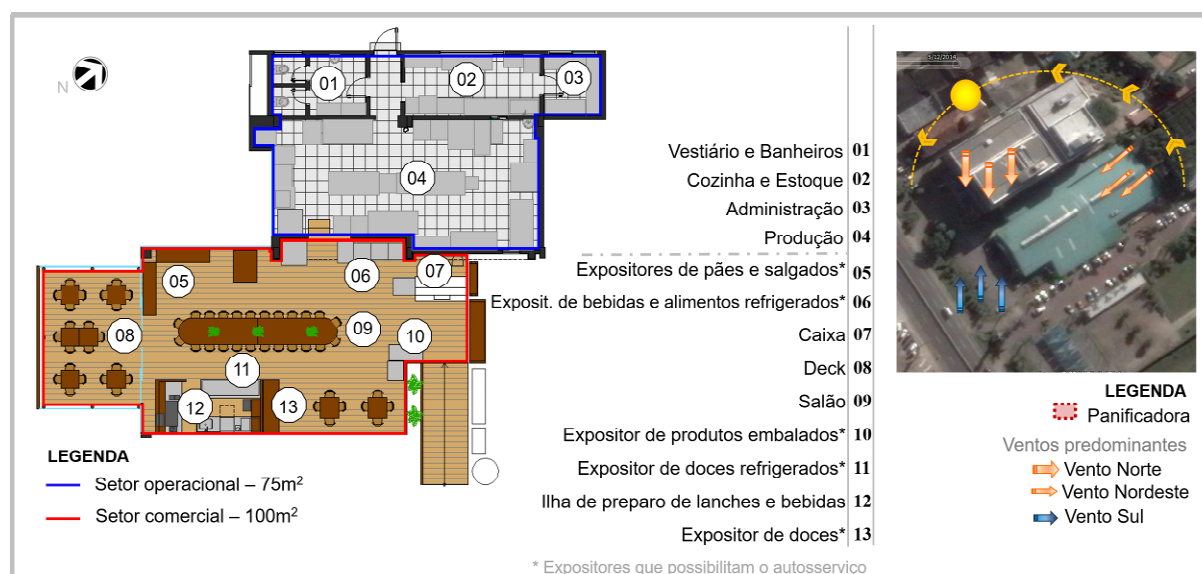 N
01
02
03
04
05
06
07
08
09
10
11
12
13
LEGENDA
Setor operacional – 75m²
Setor comercial – 100m²
Vestiário e Banheiros 01
Cozinha e Estoque 02
Administração 03
Produção 04
Expositores de pães e salgados* 05
Exposit. de bebidas e alimentos refrigerados* 06
Caixa 07
Deck 08
Salão 09
Expositor de produtos embalados* 10
Expositor de doces refrigerados* 11
Ilha de preparo de lanches e bebidas 12
Expositor de doces* 13
* Expositores que possibilitam o autosserviço
LEGENDA
Panificadora
Ventos predominantes
Vento Norte
Vento Nordeste
Vento Sul